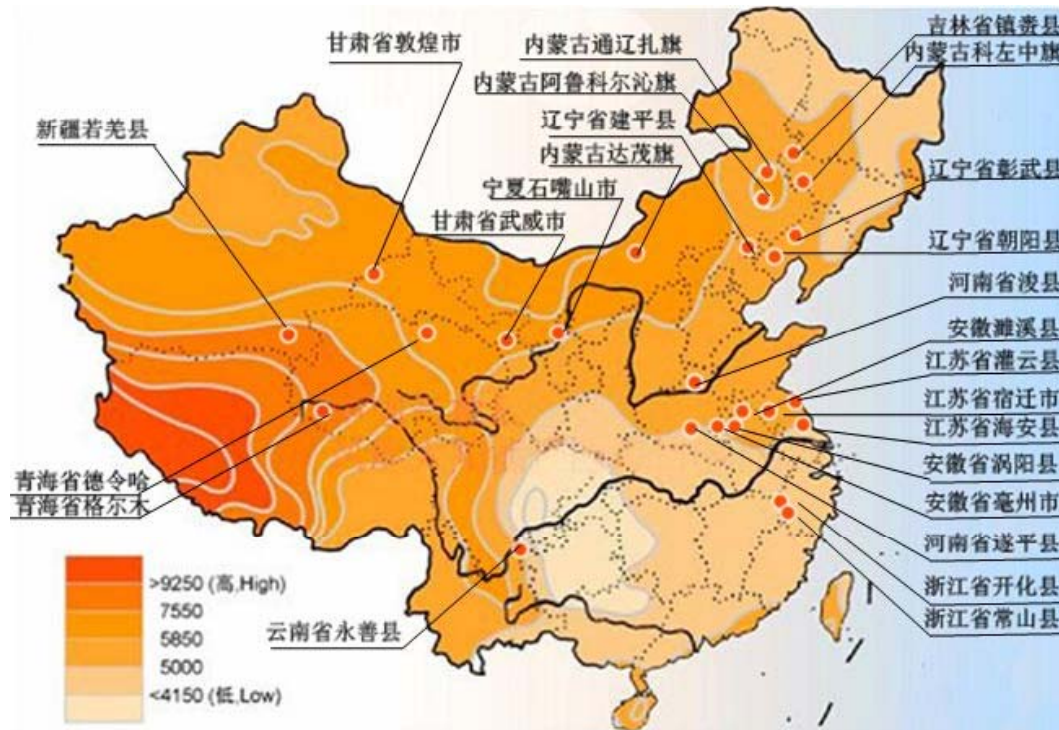 吉林省镇赉县
甘肃省敦煌市
内蒙古通辽扎旗
内蒙古科左中旗
内蒙古阿鲁科尔沁旗
新疆若羌县
辽宁省建平县
内蒙古达茂旗
辽宁省彰武县
宁夏石嘴山市
甘肃省武威市
辽宁省朝阳县
河南省浚县
安徽濉溪县
江苏省灌云县
江苏省宿迁市
江苏省海安县
安徽省涡阳县
青海省德令哈
安徽省亳州市
青海省格尔木
河南省遂平县
浙江省开化县
浙江省常山县
云南省永善县
>9250 (高,High)
7550
5850
5000
<4150 (低,Low)